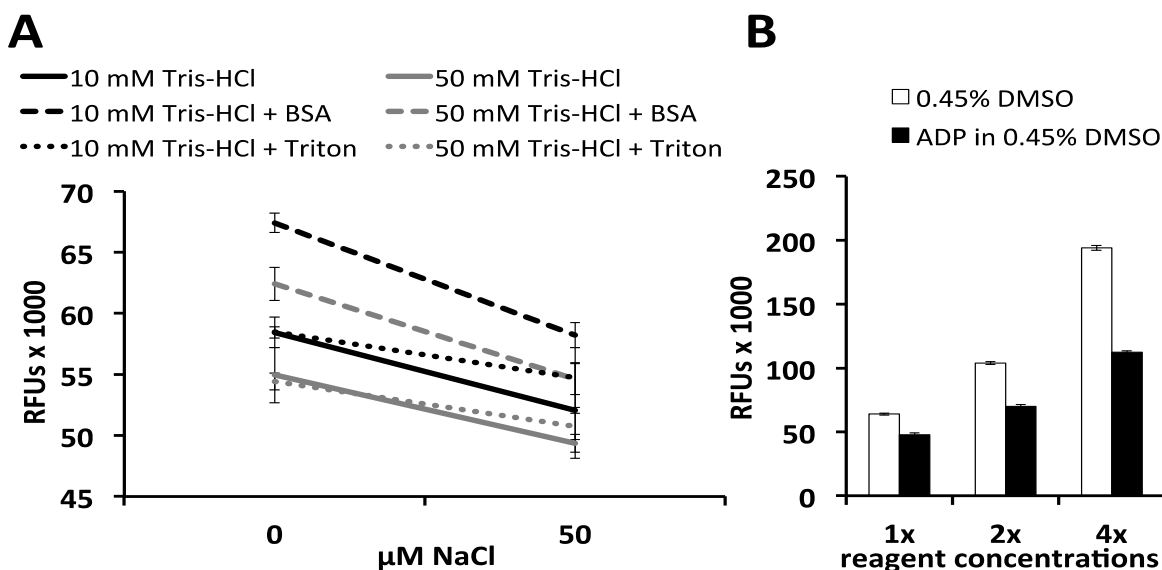 A
10 mM Tris-HCl
50 mM Tris-HCl
10 mM Tris-HCl + BSA
50 mM Tris-HCl + BSA
10 mM Tris-HCl + Triton
50 mM Tris-HCl + Triton
RFUs x 1000
70
65
60
55
50
45
0
50
μM NaCl
B
0.45% DMSO
ADP in 0.45% DMSO
RFUs x 1000
250
200
150
100
50
0
1x
2x
4x
reagent concentrations